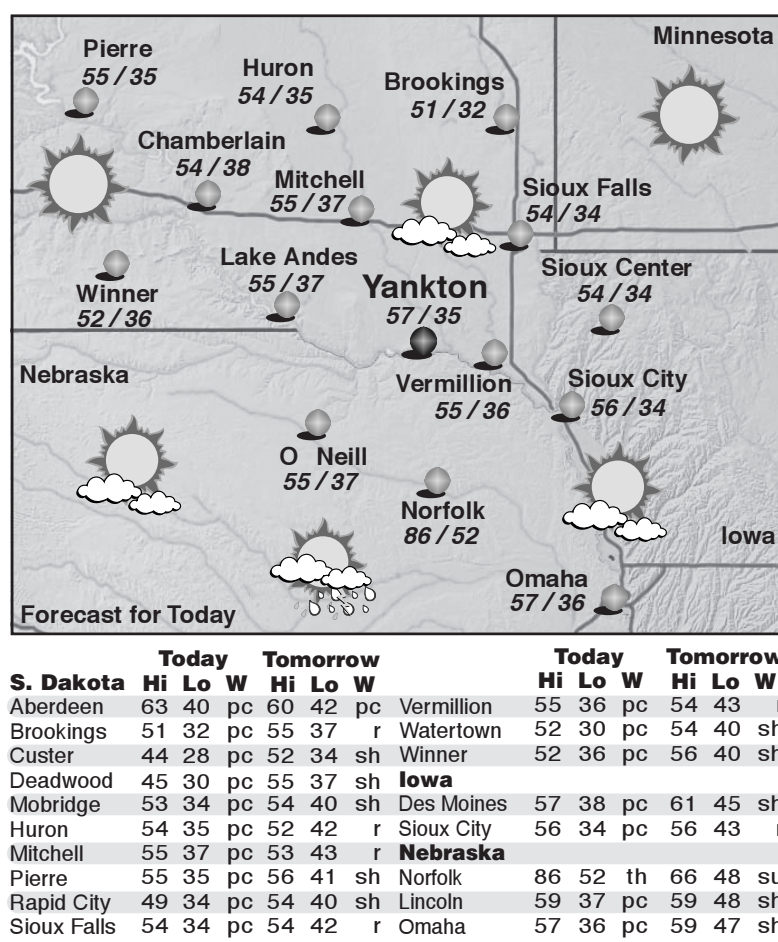 Minnesota
Pierre
55 / 35
Huron
54 / 35
Brookings
51 / 32
Chamberlain
54 / 38
Mitchell
55 / 37
Sioux Falls
54 / 34
Lake Andes
55 / 37
Yankton
57 / 35
Sioux Center
54 / 34
Winner
52 / 36
Nebraska
Vermillion
55 / 36
Sioux City
56 / 34
O Neill
55 / 37
Norfolk
86 / 52
Iowa
Omaha
57 / 36
Forecast for Today
Today Tomorrow Today Tomorrow
S. Dakota Hi Lo W Hi Lo W Hi Lo W Hi Lo W
Aberdeen 63 40 pc 60 42 pc Vermillion 55 36 pc 54 43
Brookings 51 32 pc 55 37 r Watertown 52 30 pc 54 40 sh
Custer 44 28 pc 52 34 sh Winner 52 36 pc 56 40 sh
Deadwood 45 30 pc 55 37 sh Iowa
Mobridge 53 34 pc 54 40 sh Des Moines 57 38 pc 61 45 sh
Huron 54 35 pc 52 42 r Sioux City 56 34 pc 56 43
Mitchell 55 37 pc 53 43 r Nebraska
Pierre 55 35 pc 56 41 sh Norfolk 86 52 th 66 48 su
Rapid City 49 34 pc 54 40 sh Lincoln 59 37 pc 59 48 sh
Sioux Falls 54 34 pc 54 42 r Omaha 57 36 pc 59 47 sh